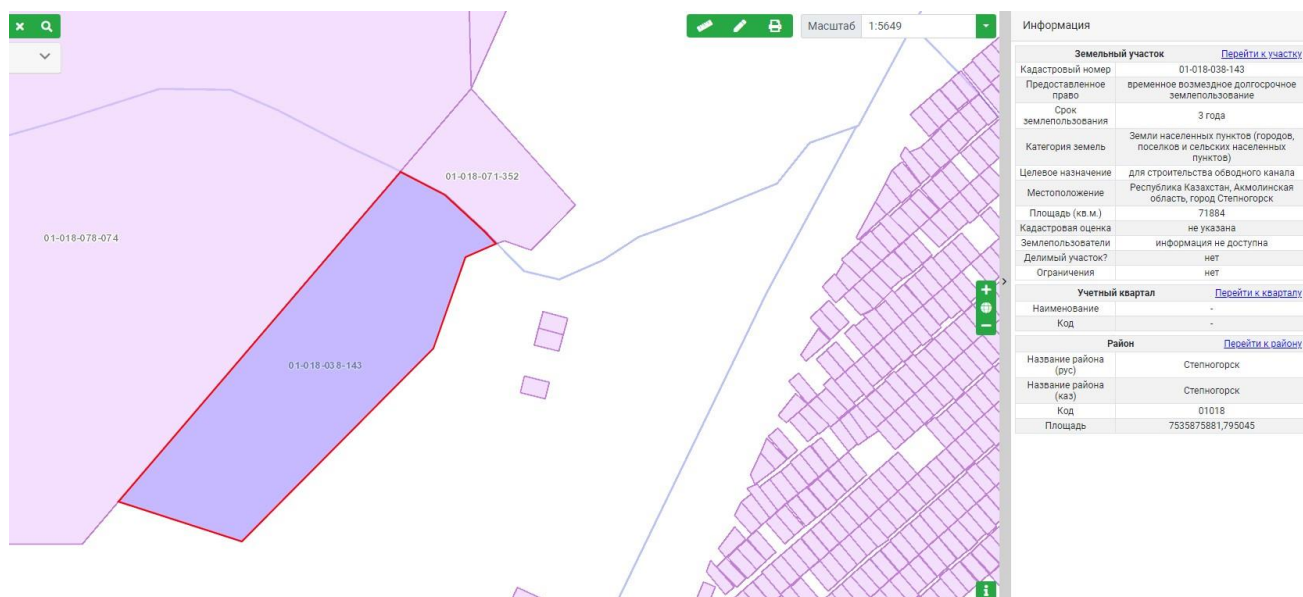 Масштаб 1:5649
01-018-071-352
01-018-078-074
01-018-038-143
Информация
Земельный участок Перейти к участку
Кадастровый номер 01-018-038-143
Предоставленное право временное возмездное долгосрочное землепользование
Срок землепользования 3 года
Категория земель Земли населенных пунктов (городов, поселков и сельских населенных пунктов)
Целевое назначение для строительства обводного канала
Местоположение Республика Казахстан, Акмолинская область, город Степногорск
Площадь (кв.м.) 71884
Кадастровая оценка не указана
Землепользователи информация не доступна
Делимый участок? нет
Ограничения нет
Учетный квартал Перейти к кварталу
Наименование -
Код -
Район Перейти к району
Название района (рус) Степногорск
Название района (каз) Степногорск
Код 01018
Площадь 7535875881,795045